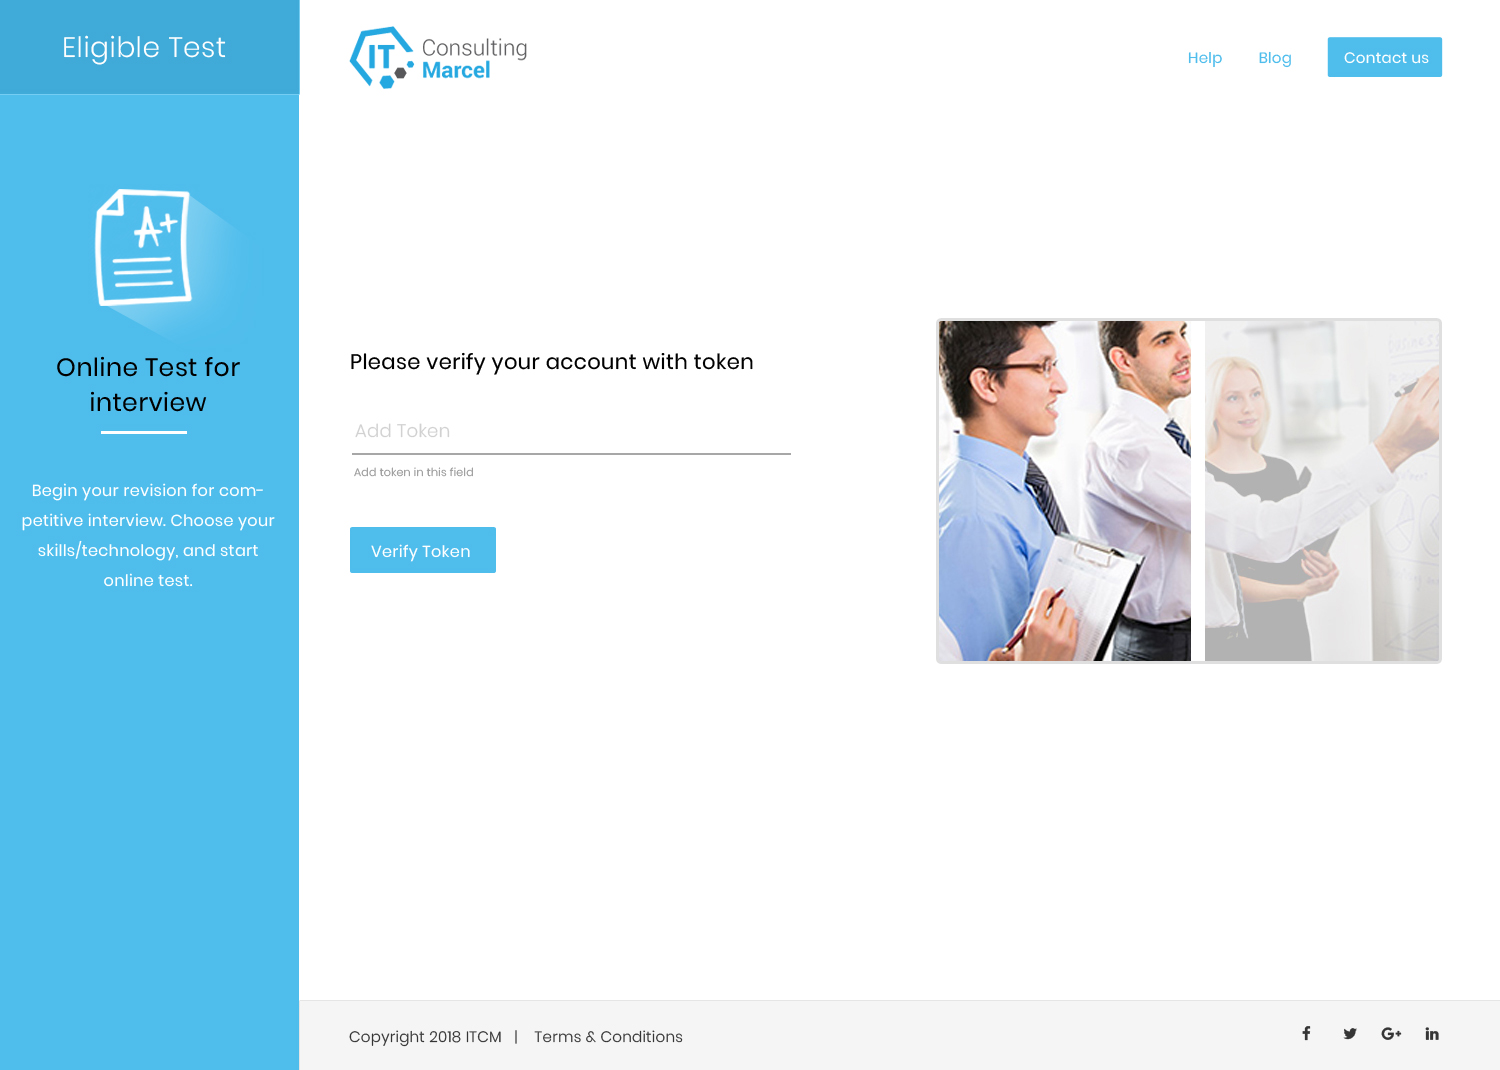 Eligible Test
IT
Consulting
Marcel
Help
Blog
Contact us
A+
Online Test for
interview
Begin your revision for com-
petitive interview. Choose your
skills/technology, and start
online test.
Please verify your account with token
Add Token
Add token in this field
Verify Token
Copyright 2018 ITCM | Terms & Conditions
f
G+
in